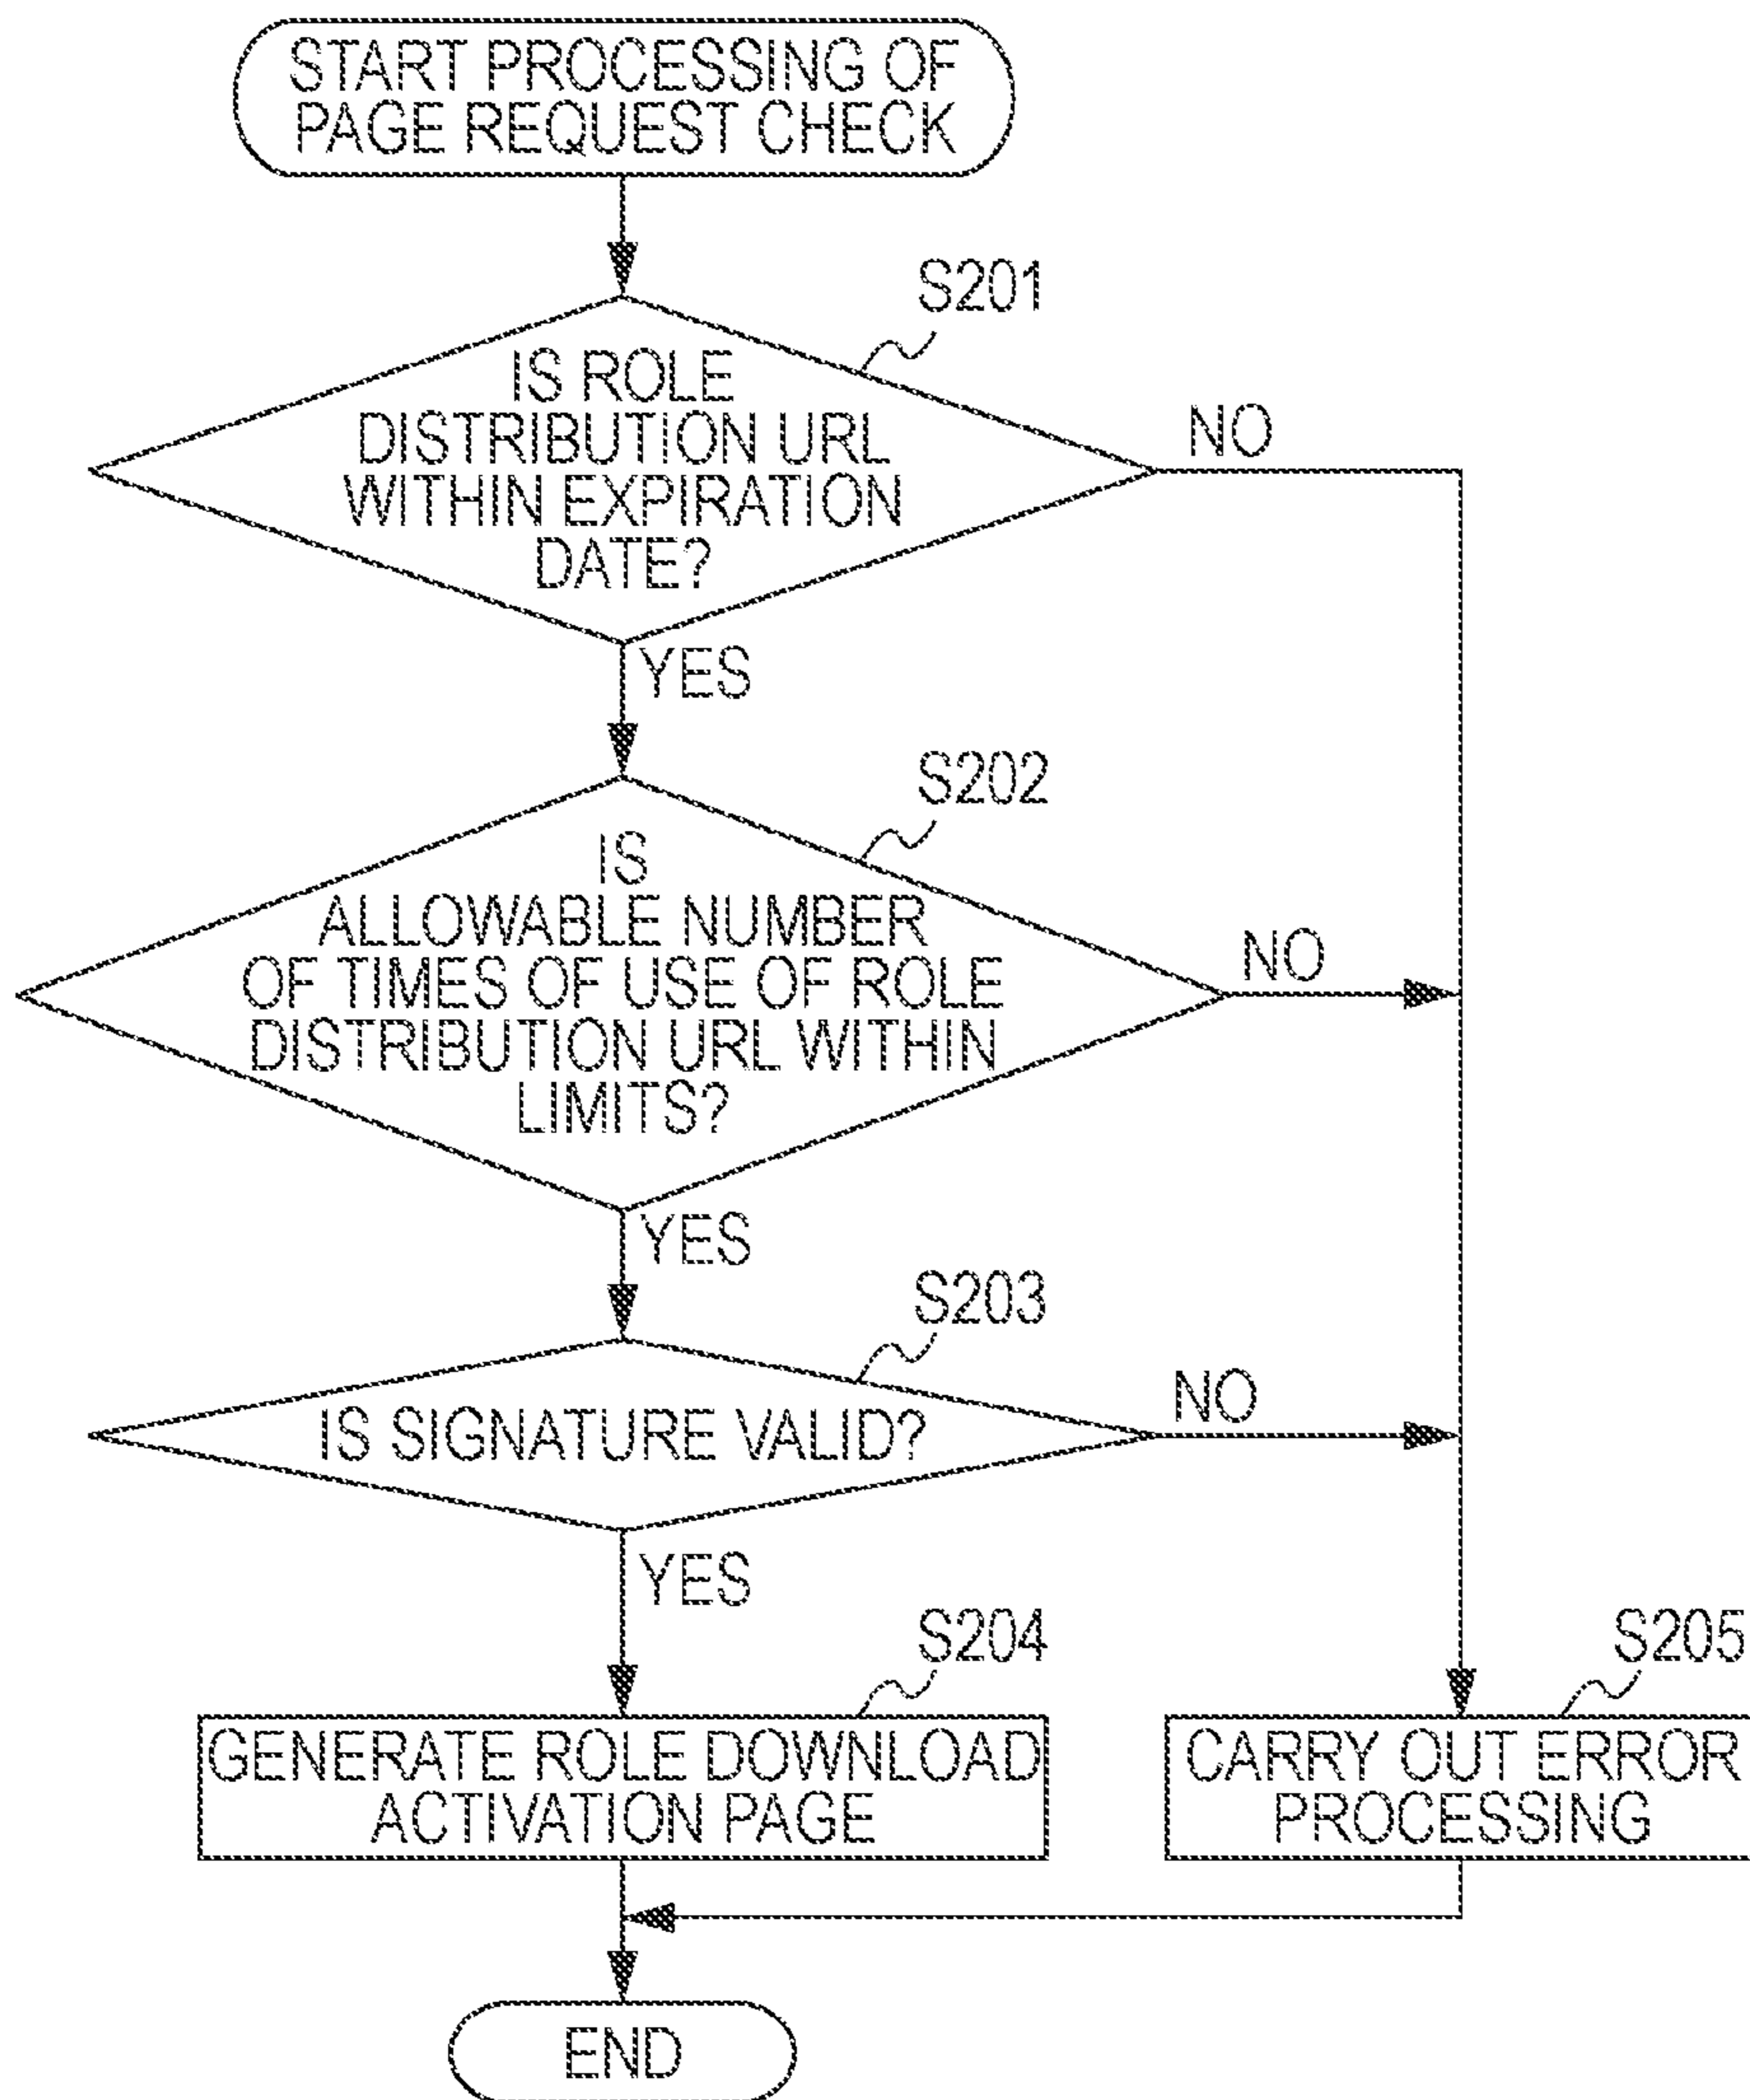 START PROCESSING OF
PAGE REQUEST CHECK
S201
IS ROLE
DISTRIBUTION URL
WITHIN EXPIRATION
DATE?
NO
YES
S202
IS
ALLOWABLE NUMBER
OF TIMES OF USE OF ROLE
DISTRIBUTION URL WITHIN
LIMITS?
NO
YES
S203
IS SIGNATURE VALID?
NO
YES
S204
GENERATE ROLE DOWNLOAD
ACTIVATION PAGE
S205
CARRY OUT ERROR
PROCESSING
END